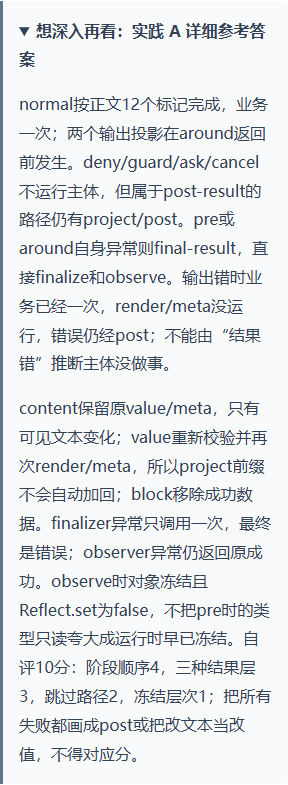 ▼ 想深入再看：实践 A 详细参考答
案
normal按正文12个标记完成，业务
一次；两个输出投影在around返回
前发生。deny/guard/ask/cancel
不运行主体，但属于post-result的
路径仍有project/post。pre或
around自身异常则final-result，直
接finalize和observe。输出错时业
务已经一次，render/meta没运
行，错误仍经post；不能由“结果
错”推断主体没做事。
content保留原value/meta，只有
可见文本变化；value重新校验并再
次render/meta，所以project前缀
不会自动加回；block移除成功数
据。finalizer异常只调用一次，最终
是错误；observer异常仍返回原成
功。observe时对象冻结且
Reflect.set为false，不把pre时的类
型只读夸大成运行时早已冻结。自
评10分：阶段顺序4，三种结果层
3，跳过路径2，冻结层次1；把所有
失败都画成post或把改文本当改
值，不得对应分。